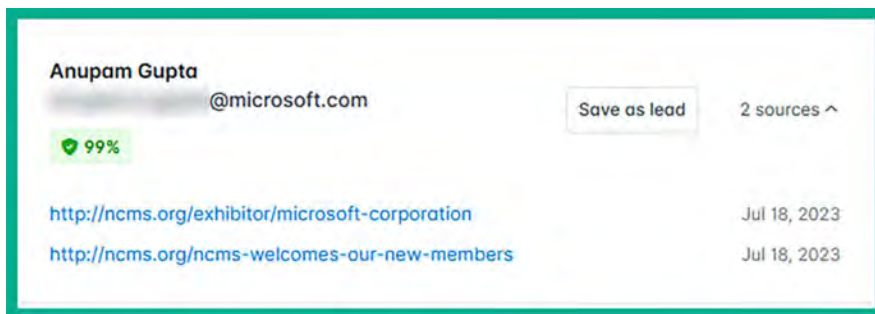 Anupam Gupta
@microsoft.com
Save as lead
2 sources
99%
http://ncms.org/exhibitor/microsoft-corporation
Jul 18, 2023
http://ncms.org/ncms-welcomes-our-new-members
Jul 18, 2023